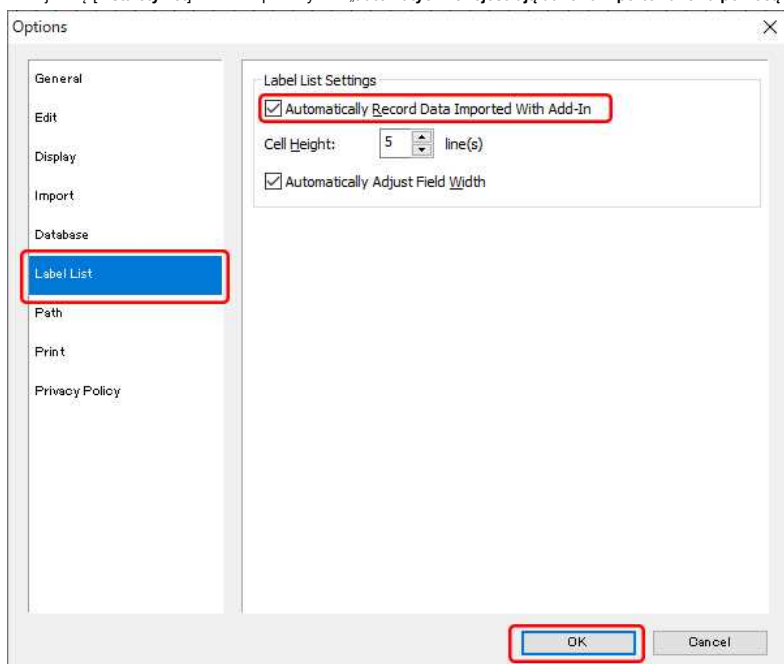 Options
General
Edit
Display
Import
Database
Label List
Path
Print
Privacy Policy
Label List Settings
Automatically Record Data Imported With Add-In
Cell Height: 5 line(s)
Automatically Adjust Field Width
OK Cancel